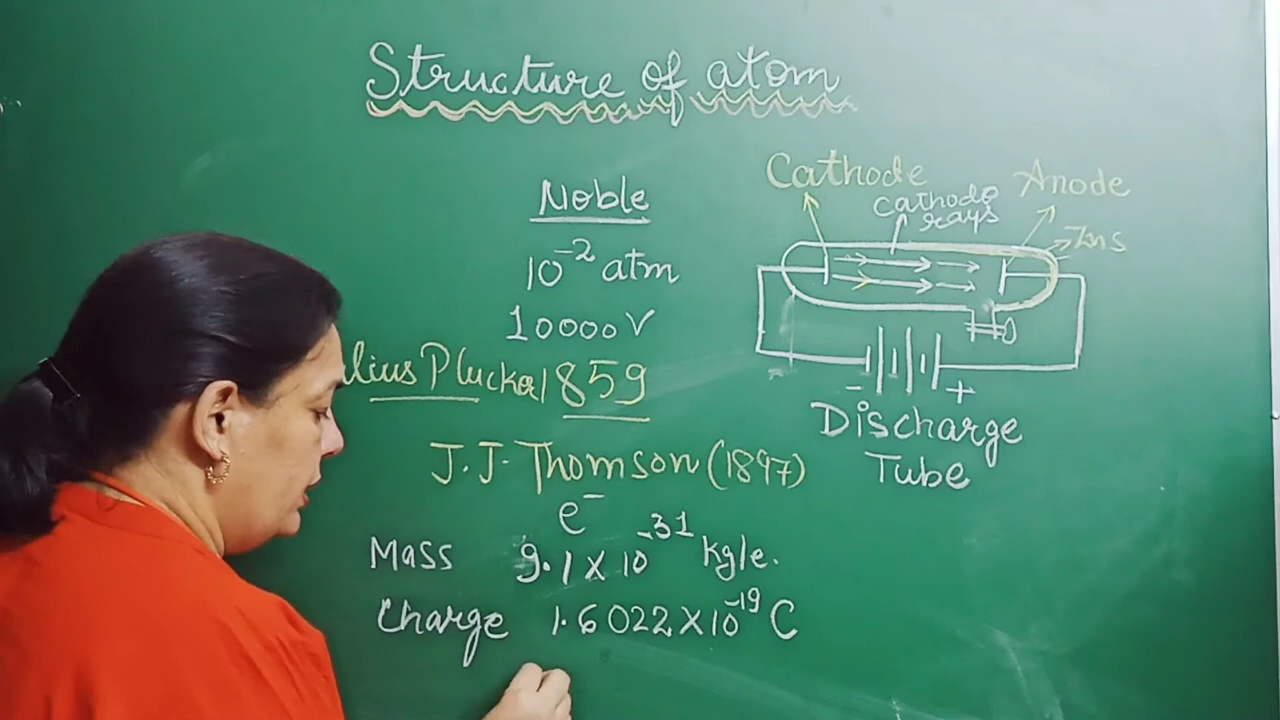 Structure of atom
Noble
10⁻² atm
10000 V
lius Plucker 1859
J.J. Thomson (1897)
e⁻
Mass 9.1 X 10⁻³¹ Kg/e.
Charge 1.6022 X 10⁻¹⁹ C
Cathode
Cathode
rays
Anode
ZnS
- +
Discharge
Tube